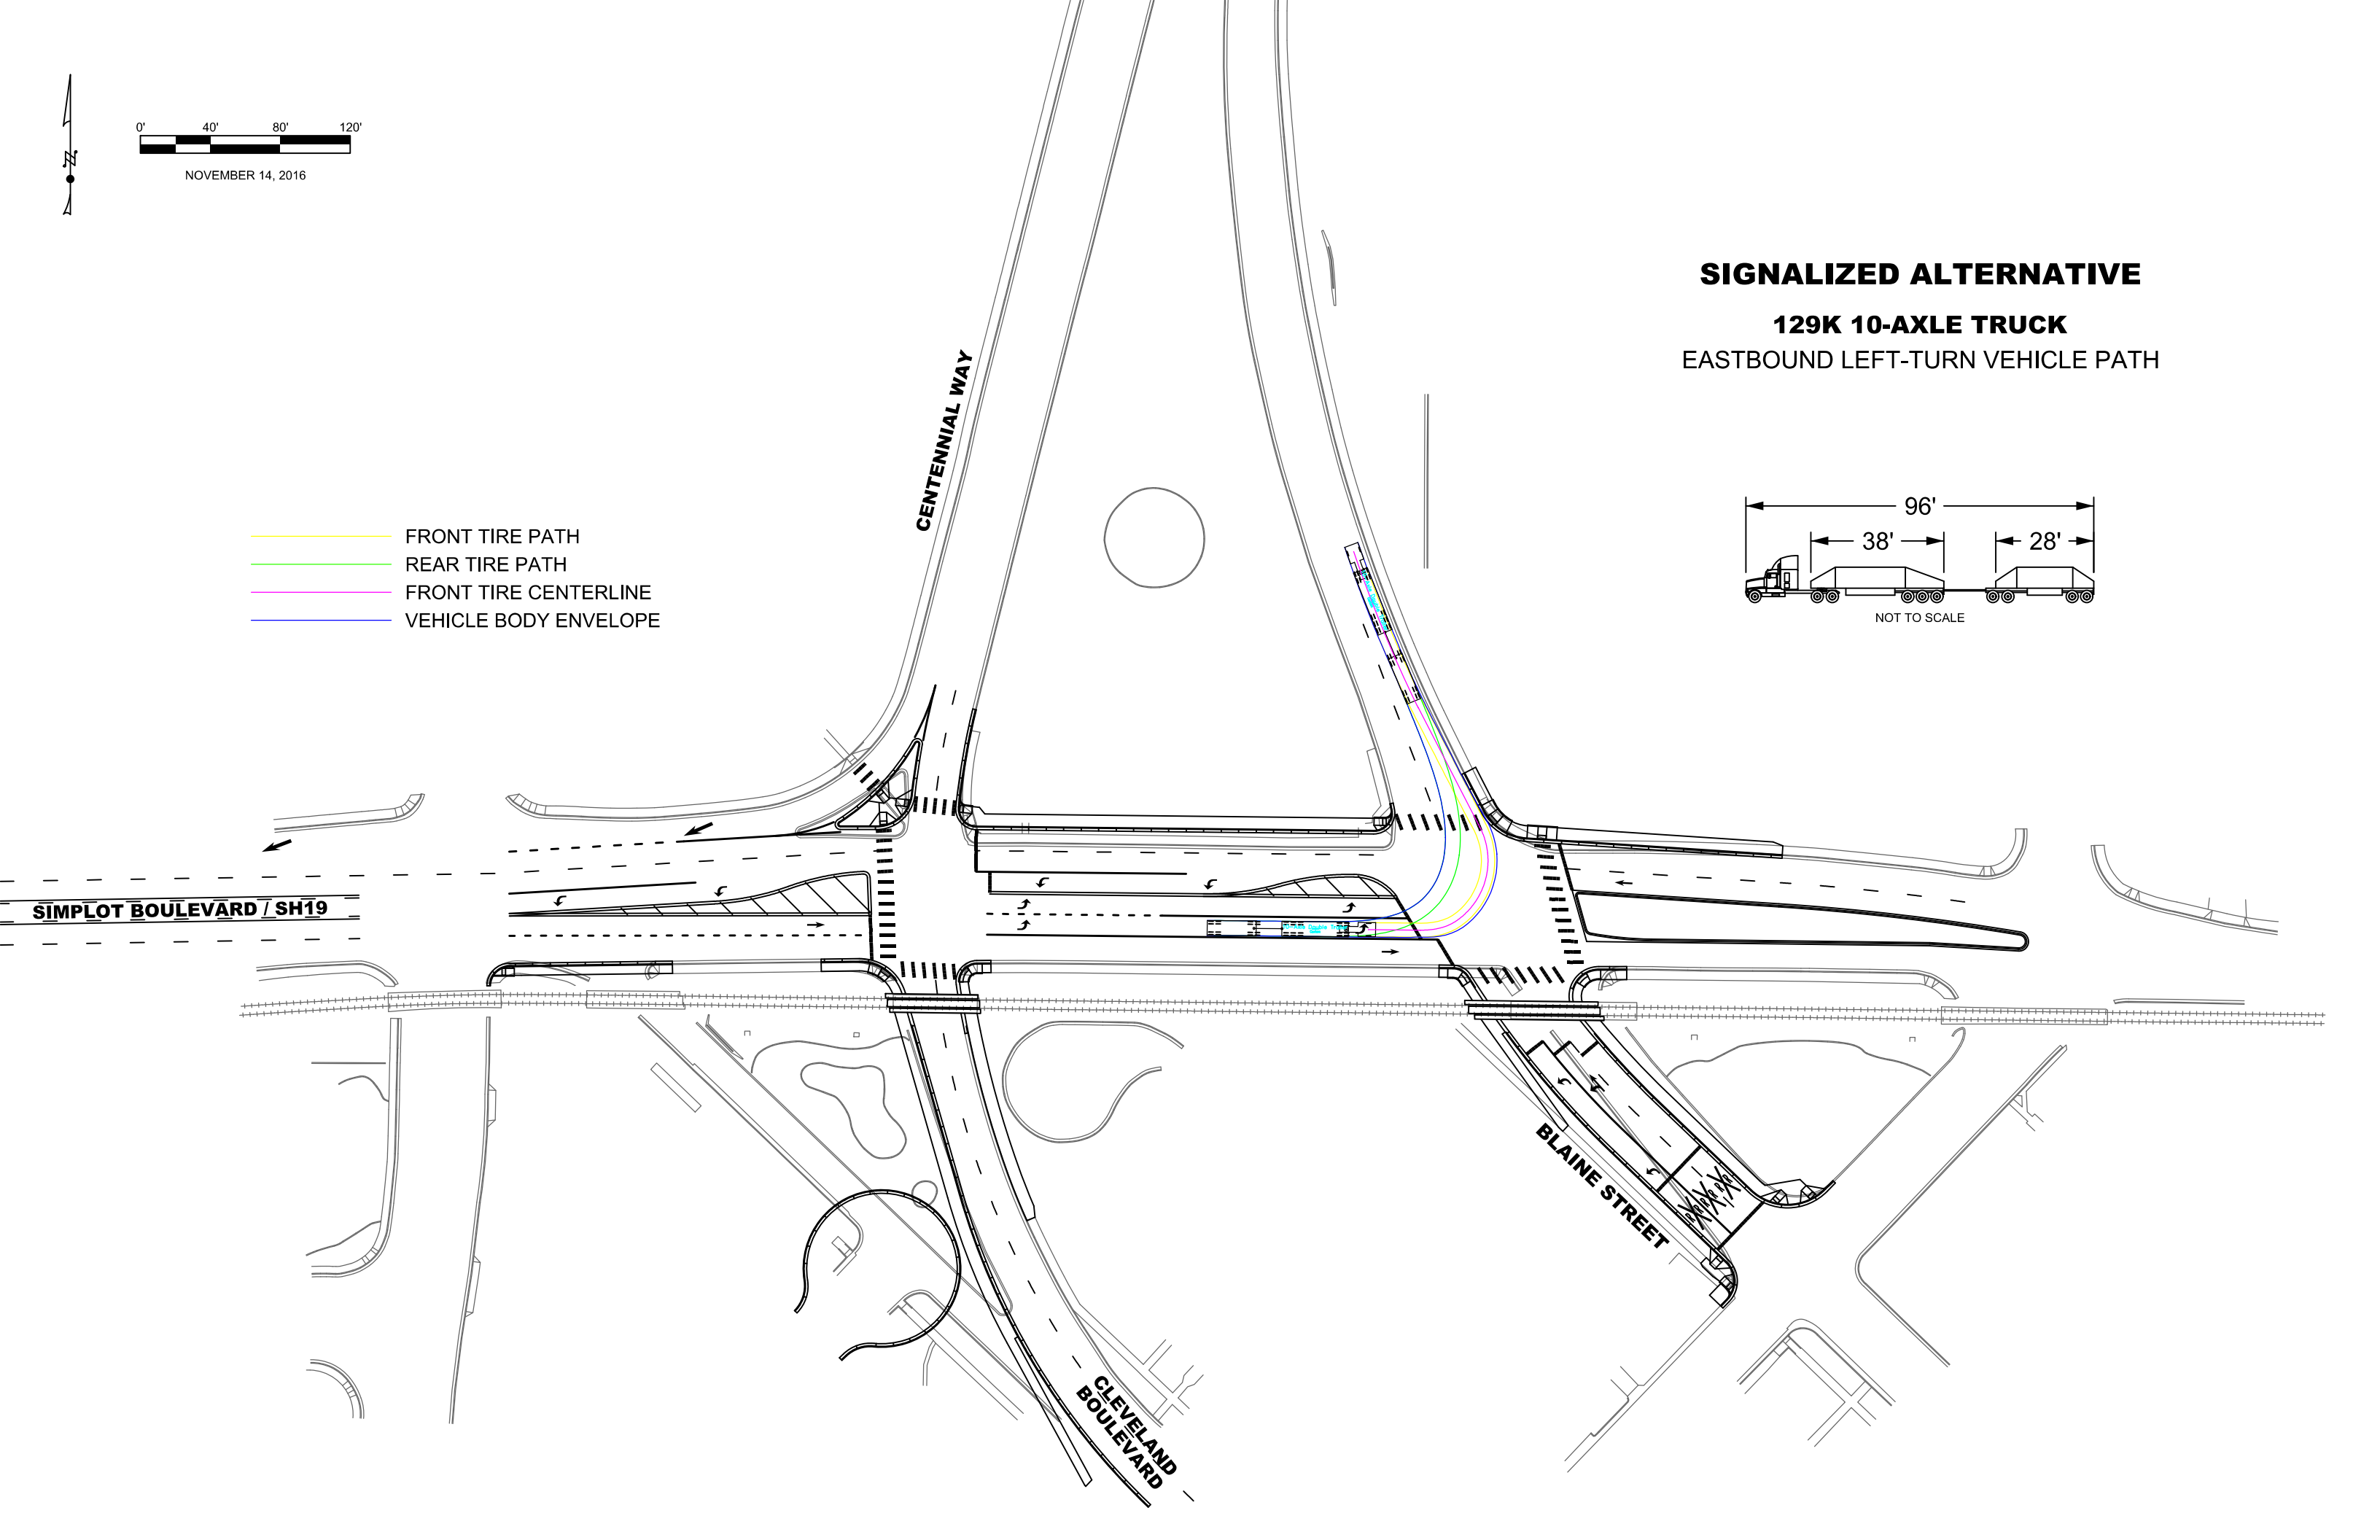 0' 40' 80' 120'
N
NOVEMBER 14, 2016
SIGNALIZED ALTERNATIVE
129K 10-AXLE TRUCK
EASTBOUND LEFT-TURN VEHICLE PATH
CENTENNIAL WAY
96'
38' 28'
NOT TO SCALE
FRONT TIRE PATH
REAR TIRE PATH
FRONT TIRE CENTERLINE
VEHICLE BODY ENVELOPE
SIMPLOT BOULEVARD / SH19
BLAINE STREET
CLEVELAND
BOULEVARD